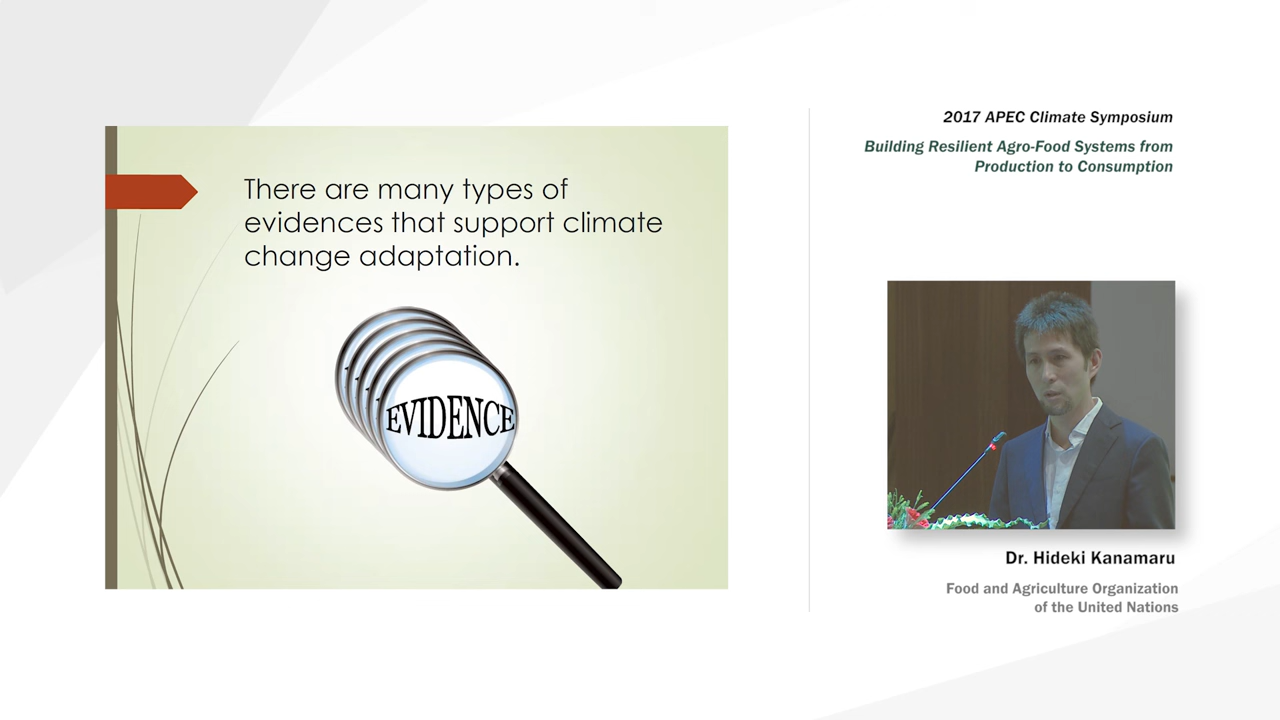 There are many types of
evidences that support climate
change adaptation.
EVIDENCE
2017 APEC Climate Symposium
Building Resilient Agro-Food Systems from
Production to Consumption
Dr. Hideki Kanamaru
Food and Agriculture Organization
of the United Nations